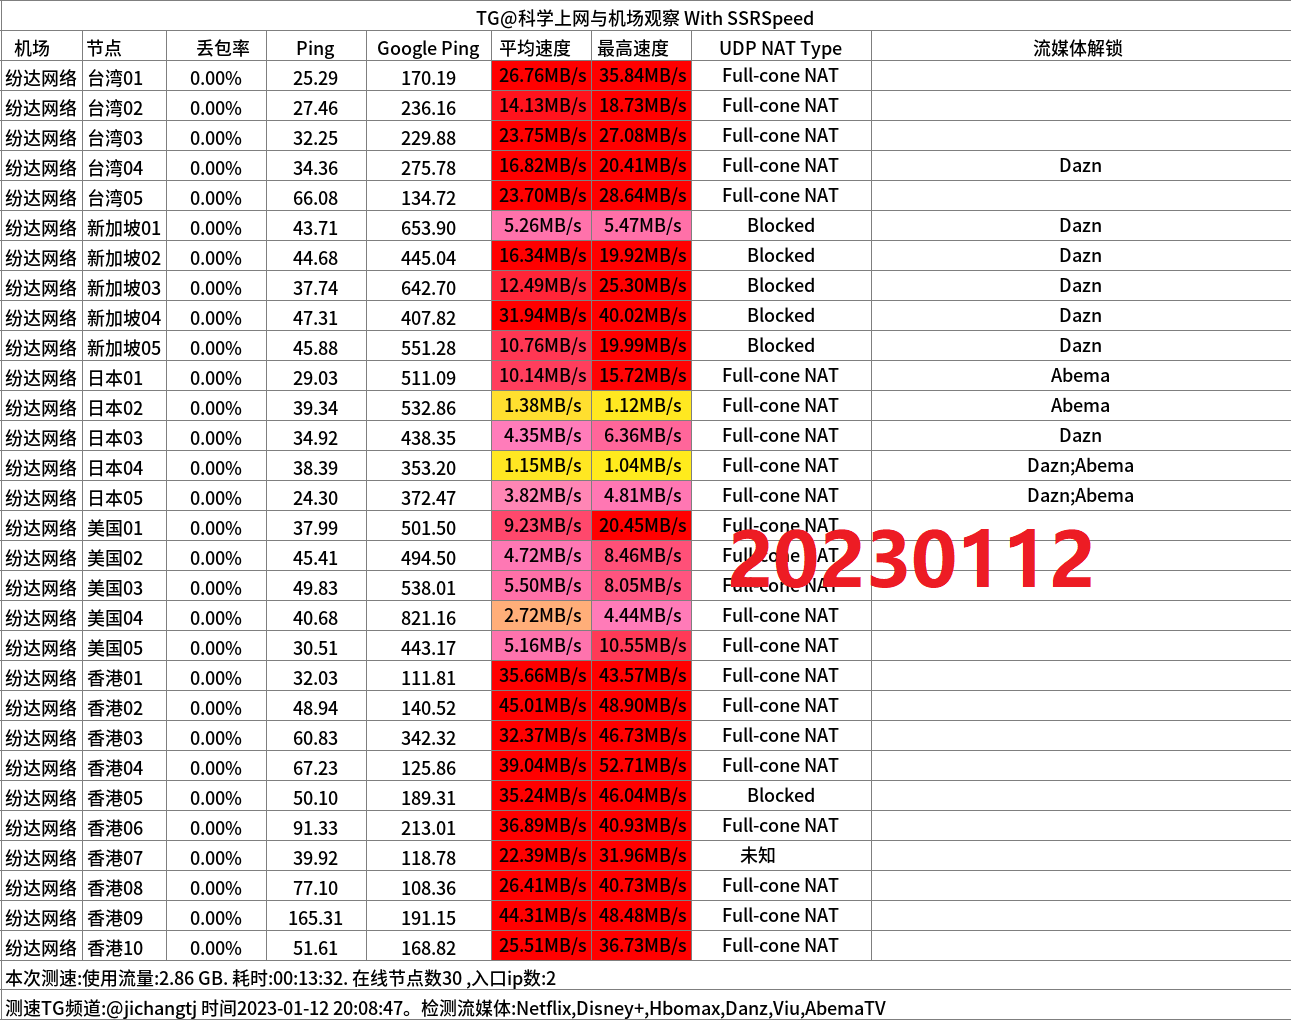 TG@科学上网与机场观察 With SSRSpeed
机场 节点 丢包率 Ping Google Ping 平均速度 最高速度 UDP NAT Type 流媒体解锁
纷达网络 台湾01 0.00% 25.29 170.19 26.76MB/s 35.84MB/s Full-cone NAT
纷达网络 台湾02 0.00% 27.46 236.16 14.13MB/s 18.73MB/s Full-cone NAT
纷达网络 台湾03 0.00% 32.25 229.88 23.75MB/s 27.08MB/s Full-cone NAT
纷达网络 台湾04 0.00% 34.36 275.78 16.82MB/s 20.41MB/s Full-cone NAT Dazn
纷达网络 台湾05 0.00% 66.08 134.72 23.70MB/s 28.64MB/s Full-cone NAT
纷达网络 新加坡01 0.00% 43.71 653.90 5.26MB/s 5.47MB/s Blocked Dazn
纷达网络 新加坡02 0.00% 44.68 445.04 16.34MB/s 19.92MB/s Blocked Dazn
纷达网络 新加坡03 0.00% 37.74 642.70 12.49MB/s 25.30MB/s Blocked Dazn
纷达网络 新加坡04 0.00% 47.31 407.82 31.94MB/s 40.02MB/s Blocked Dazn
纷达网络 新加坡05 0.00% 45.88 551.28 10.76MB/s 19.99MB/s Blocked Dazn
纷达网络 日本01 0.00% 29.03 511.09 10.14MB/s 15.72MB/s Full-cone NAT Abema
纷达网络 日本02 0.00% 39.34 532.86 1.38MB/s 1.12MB/s Full-cone NAT Abema
纷达网络 日本03 0.00% 34.92 438.35 4.35MB/s 6.36MB/s Full-cone NAT Dazn
纷达网络 日本04 0.00% 38.39 353.20 1.15MB/s 1.04MB/s Full-cone NAT Dazn;Abema
纷达网络 日本05 0.00% 24.30 372.47 3.82MB/s 4.81MB/s Full-cone NAT Dazn;Abema
纷达网络 美国01 0.00% 37.99 501.50 9.23MB/s 20.45MB/s Full-cone NAT
纷达网络 美国02 0.00% 45.41 494.50 4.72MB/s 8.46MB/s Full-cone NAT
20230112
纷达网络 美国03 0.00% 49.83 538.01 5.50MB/s 8.05MB/s Full-cone NAT
纷达网络 美国04 0.00% 40.68 821.16 2.72MB/s 4.44MB/s Full-cone NAT
纷达网络 美国05 0.00% 30.51 443.17 5.16MB/s 10.55MB/s Full-cone NAT
纷达网络 香港01 0.00% 32.03 111.81 35.66MB/s 43.57MB/s Full-cone NAT
纷达网络 香港02 0.00% 48.94 140.52 45.01MB/s 48.90MB/s Full-cone NAT
纷达网络 香港03 0.00% 60.83 342.32 32.37MB/s 46.73MB/s Full-cone NAT
纷达网络 香港04 0.00% 67.23 125.86 39.04MB/s 52.71MB/s Full-cone NAT
纷达网络 香港05 0.00% 50.10 189.31 35.24MB/s 46.04MB/s Blocked
纷达网络 香港06 0.00% 91.33 213.01 36.89MB/s 40.93MB/s Full-cone NAT
纷达网络 香港07 0.00% 39.92 118.78 22.39MB/s 31.96MB/s 未知
纷达网络 香港08 0.00% 77.10 108.36 26.41MB/s 40.73MB/s Full-cone NAT
纷达网络 香港09 0.00% 165.31 191.15 44.31MB/s 48.48MB/s Full-cone NAT
纷达网络 香港10 0.00% 51.61 168.82 25.51MB/s 36.73MB/s Full-cone NAT
本次测速:使用流量:2.86 GB. 耗时:00:13:32. 在线节点数30 ,入口ip数:2
测速TG频道:@jichangtj 时间2023-01-12 20:08:47。检测流媒体:Netflix,Disney+,Hbomax,Danz,Viu,AbemaTV